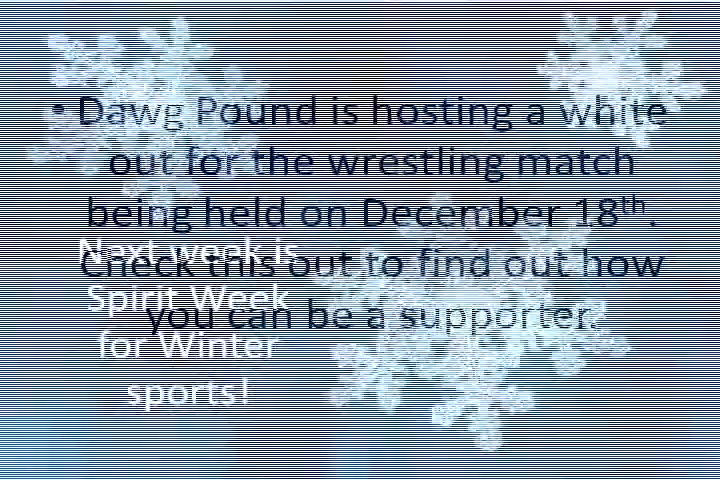 • Dawg Pound is hosting a white
out for the wrestling match
being held on December 18th.
Check this out to find out how
you can be a supporter.
Next week is
Spirit Week
for Winter
sports!